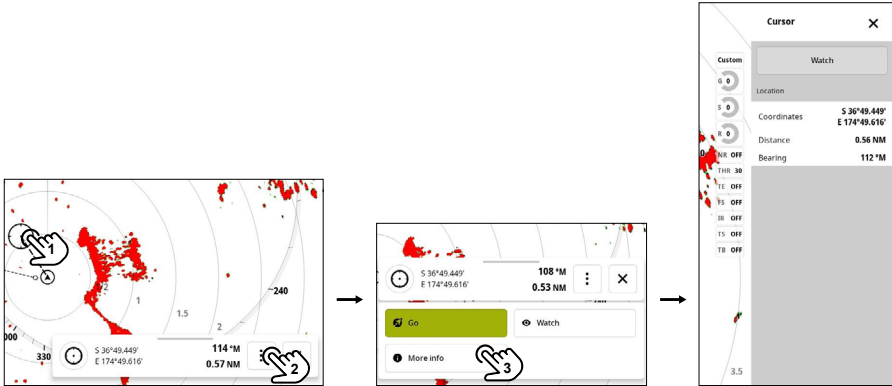 1
2
1
1.5
2
240
000
330
S 36°49.449'
E 174°49.616'
114 °M
0.57 NM
2
S 36°49.449'
E 174°49.616'
108 °M
0.53 NM
Go
Watch
More info
3
Cursor
Watch
Location
Coordinates
S 36°49.449'
E 174°49.616'
Distance
0.56 NM
Bearing
112 °M
Custom
G 0
S 0
R 0
NR OFF
THR 30
TE OFF
FS OFF
IR OFF
TS OFF
TB OFF
3.5